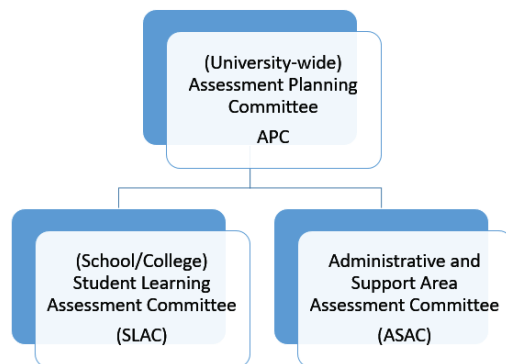 (University-wide)
Assessment Planning
Committee
APC
(School/College)
Student Learning
Assessment Committee
(SLAC)
Administrative and
Support Area
Assessment Committee
(ASAC)